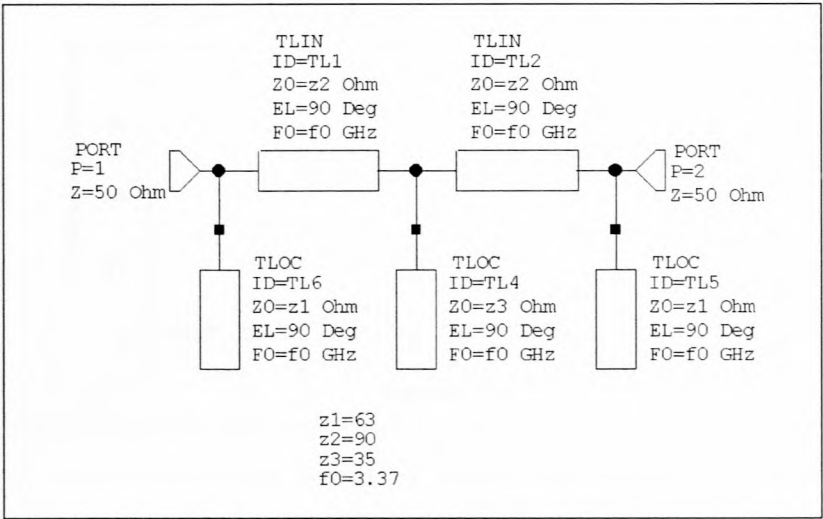 TLIN
ID=TL1
Z0=z2 Ohm
EL=90 Deg
F0=f0 GHz
TLIN
ID=TL2
Z0=z2 Ohm
EL=90 Deg
F0=f0 GHz
PORT
P=1
Z=50 Ohm
PORT
P=2
Z=50 Ohm
TLOC
ID=TL6
Z0=z1 Ohm
EL=90 Deg
F0=f0 GHz
TLOC
ID=TL4
Z0=z3 Ohm
EL=90 Deg
F0=f0 GHz
TLOC
ID=TL5
Z0=z1 Ohm
EL=90 Deg
F0=f0 GHz
z1=63
z2=90
z3=35
f0=3.37